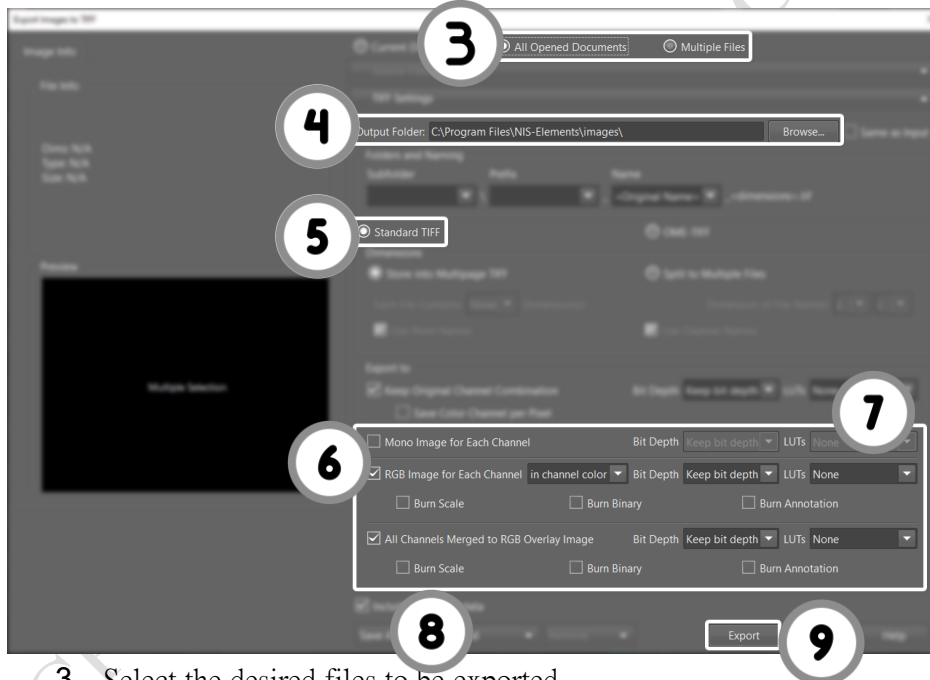 Export Images to TIFF
Image Info
3
All Opened Documents
Multiple Files
File Info
TIFF Settings
4
Output Folder: C:\Program Files\NIS-Elements\images\ Browse... Same as Input
Dims: N/A
Type: N/A
Size: N/A
Folders and Naming
Subfolder Prefix Name
<Original Name> _<dimensions>.tif
5
Standard TIFF OME-TIFF
Dimensions
Preview
Store into Multipage TIFF Split to Multiple Files
Multiple Selection
Export to
Keep Original Channel Combination Bit Depth Keep bit depth LUTs None
Save Color Channel per Pixel
7
6
Mono Image for Each Channel Bit Depth Keep bit depth LUTs None
RGB Image for Each Channel in channel color Bit Depth Keep bit depth LUTs None
Burn Scale Burn Binary Burn Annotation
All Channels Merged to RGB Overlay Image Bit Depth Keep bit depth LUTs None
Burn Scale Burn Binary Burn Annotation
8
Export
9
Help
3. Select the desired files to be exported.